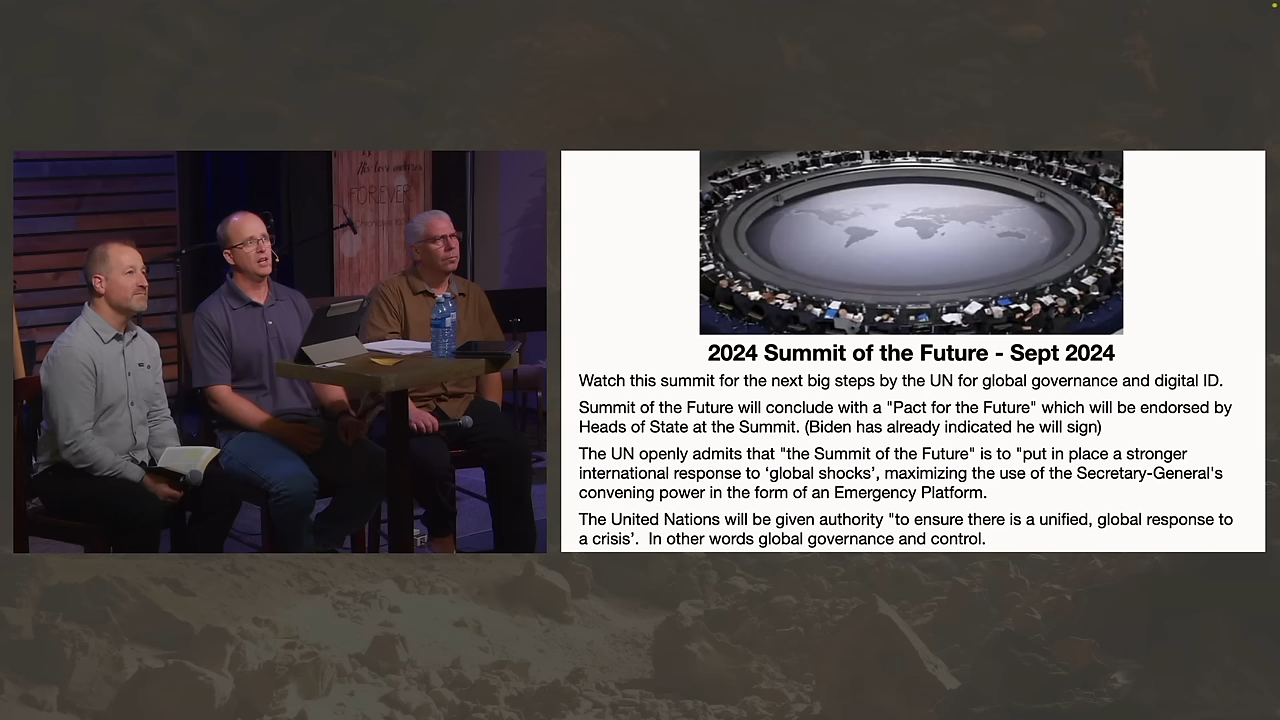 His love endures
FOREVER
2024 Summit of the Future - Sept 2024
Watch this summit for the next big steps by the UN for global governance and digital ID.
Summit of the Future will conclude with a "Pact for the Future" which will be endorsed by
Heads of State at the Summit. (Biden has already indicated he will sign)
The UN openly admits that "the Summit of the Future" is to "put in place a stronger
international response to ‘global shocks’, maximizing the use of the Secretary-General's
convening power in the form of an Emergency Platform.
The United Nations will be given authority "to ensure there is a unified, global response to
a crisis’.  In other words global governance and control.